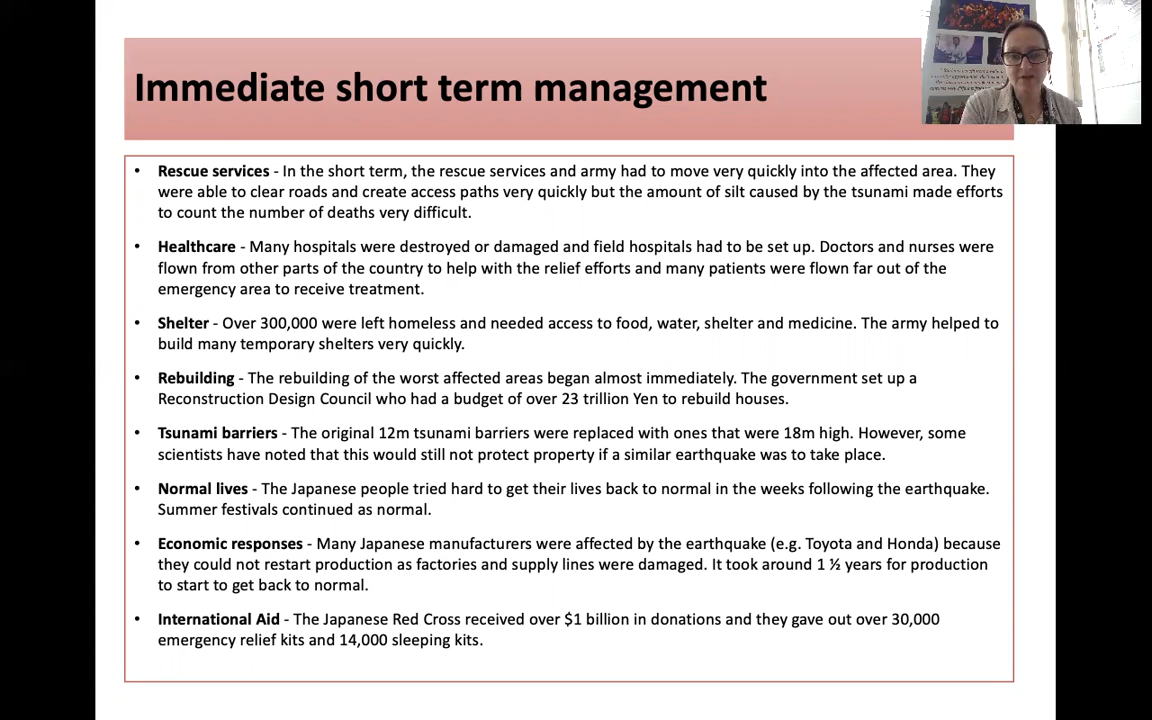 Immediate short term management
• Rescue services - In the short term, the rescue services and army had to move very quickly into the affected area. They
were able to clear roads and create access paths very quickly but the amount of silt caused by the tsunami made efforts
to count the number of deaths very difficult.
• Healthcare - Many hospitals were destroyed or damaged and field hospitals had to be set up. Doctors and nurses were
flown from other parts of the country to help with the relief efforts and many patients were flown far out of the
emergency area to receive treatment.
• Shelter - Over 300,000 were left homeless and needed access to food, water, shelter and medicine. The army helped to
build many temporary shelters very quickly.
• Rebuilding - The rebuilding of the worst affected areas began almost immediately. The government set up a
Reconstruction Design Council who had a budget of over 23 trillion Yen to rebuild houses.
• Tsunami barriers - The original 12m tsunami barriers were replaced with ones that were 18m high. However, some
scientists have noted that this would still not protect property if a similar earthquake was to take place.
• Normal lives - The Japanese people tried hard to get their lives back to normal in the weeks following the earthquake.
Summer festivals continued as normal.
• Economic responses - Many Japanese manufacturers were affected by the earthquake (e.g. Toyota and Honda) because
they could not restart production as factories and supply lines were damaged. It took around 1 ½ years for production
to start to get back to normal.
• International Aid - The Japanese Red Cross received over $1 billion in donations and they gave out over 30,000
emergency relief kits and 14,000 sleeping kits.